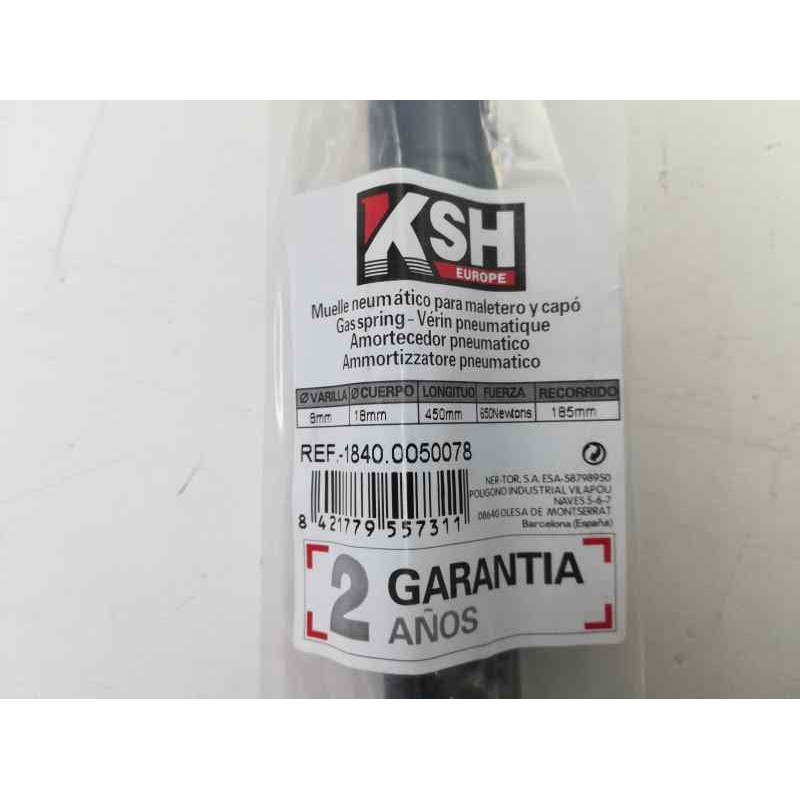 KSH
EUROPE
Muelle neumático para maletero y capó
Gas spring - Vérin pneumatique
Amortecedor pneumatico
Ammortizzatore pneumatico
Ø VARILLA Ø CUERPO LONGITUD FUERZA RECORRIDO
8mm 18mm 450mm 650Newtons 185mm
REF.-1840.0050078
NER-TOR, S.A. ESA-58798950
POLIGONO INDUSTRIAL VILAPOU
NAVES 5-6-7
08640 OLESA DE MONTSERRAT
Barcelona (España)
8 421779 557311
2 GARANTIA
AÑOS